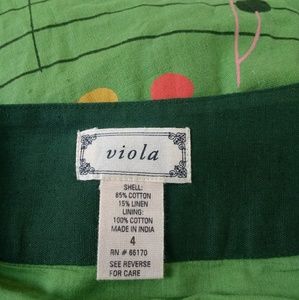 viola
SHELL:
85% COTTON
15% LINEN
LINING:
100% COTTON
MADE IN INDIA
4
RN # 66170
SEE REVERSE
FOR CARE